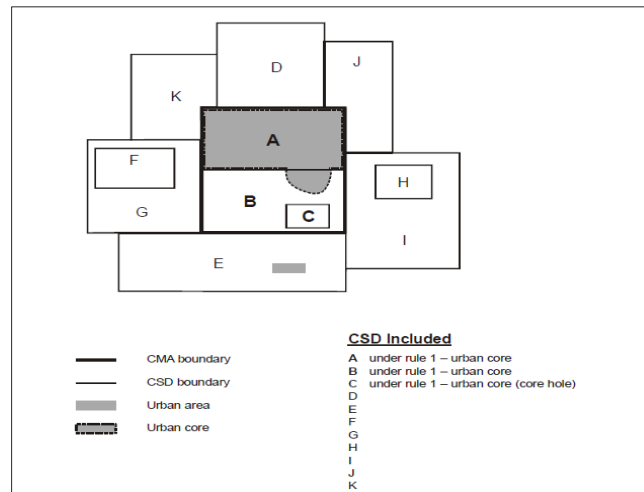 D
J
K
A
F
H
B
C
G
I
E
CSD Included
CMA boundary
A under rule 1 – urban core
B under rule 1 – urban core
CSD boundary
C under rule 1 – urban core (core hole)
D
Urban area
E
F
Urban core
G
H
I
J
K